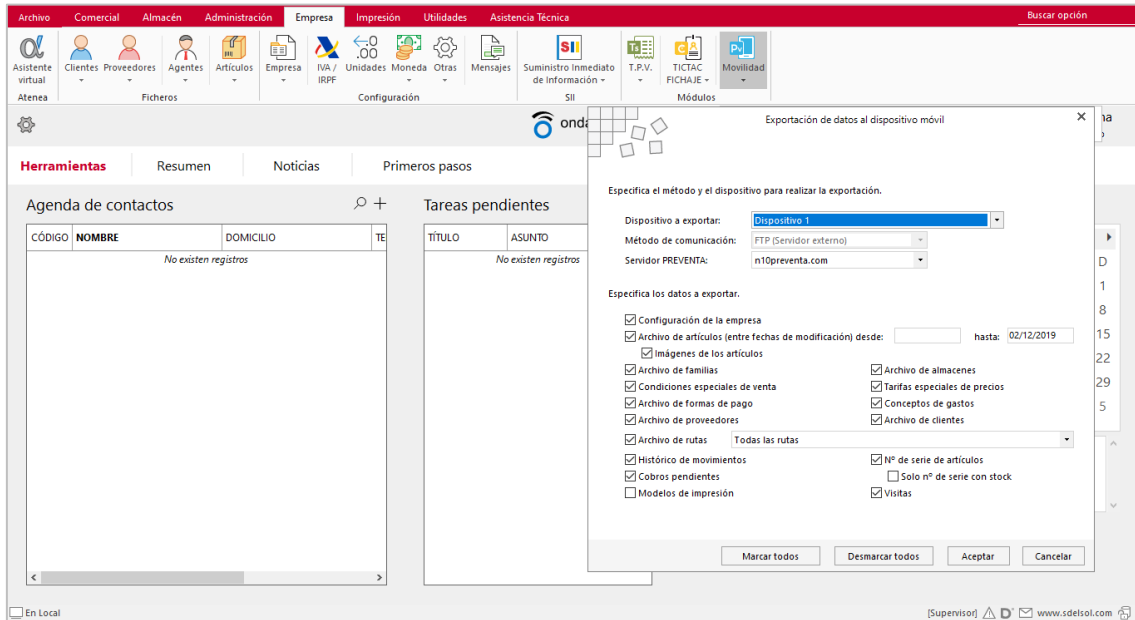 Archivo Comercial Almacén Administración Empresa Impresión Utilidades Asistencia Técnica Buscar opción
Asistente virtual Clientes Proveedores Agentes Artículos Empresa IVA / IRPF Unidades Moneda Otras Mensajes Suministro Inmediato de Información T.P.V. TICTAC FICHAJE Movilidad
Atenea Ficheros Configuración SII Módulos
Herramientas Resumen Noticias Primeros pasos
Agenda de contactos
CÓDIGO NOMBRE DOMICILIO TE
No existen registros
Tareas pendientes
TÍTULO ASUNTO
No existen registros
Exportación de datos al dispositivo móvil
Especifica el método y el dispositivo para realizar la exportación.
Dispositivo a exportar: Dispositivo 1
Método de comunicación: FTP (Servidor externo)
Servidor PREVENTA: n10preventa.com
Especifica los datos a exportar.
Configuración de la empresa
Archivo de artículos (entre fechas de modificación) desde: hasta: 02/12/2019
Imágenes de los artículos
Archivo de familias Archivo de almacenes
Condiciones especiales de venta Tarifas especiales de precios
Archivo de formas de pago Conceptos de gastos
Archivo de proveedores Archivo de clientes
Archivo de rutas Todas las rutas
Histórico de movimientos Nº de serie de artículos
Cobros pendientes Solo nº de serie con stock
Modelos de impresión Visitas
Marcar todos Desmarcar todos Aceptar Cancelar
D
1
8
15
22
29
5
En Local [Supervisor] www.sdelsol.com